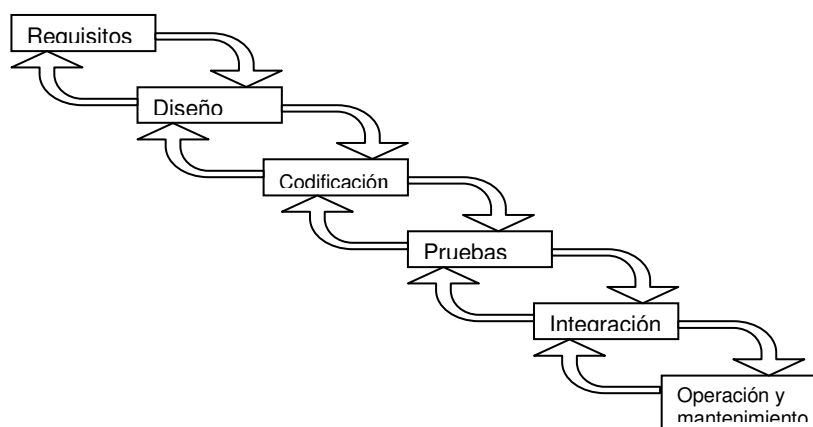 Requisitos
Diseño
Codificación
Pruebas
Integración
Operación y
mantenimiento